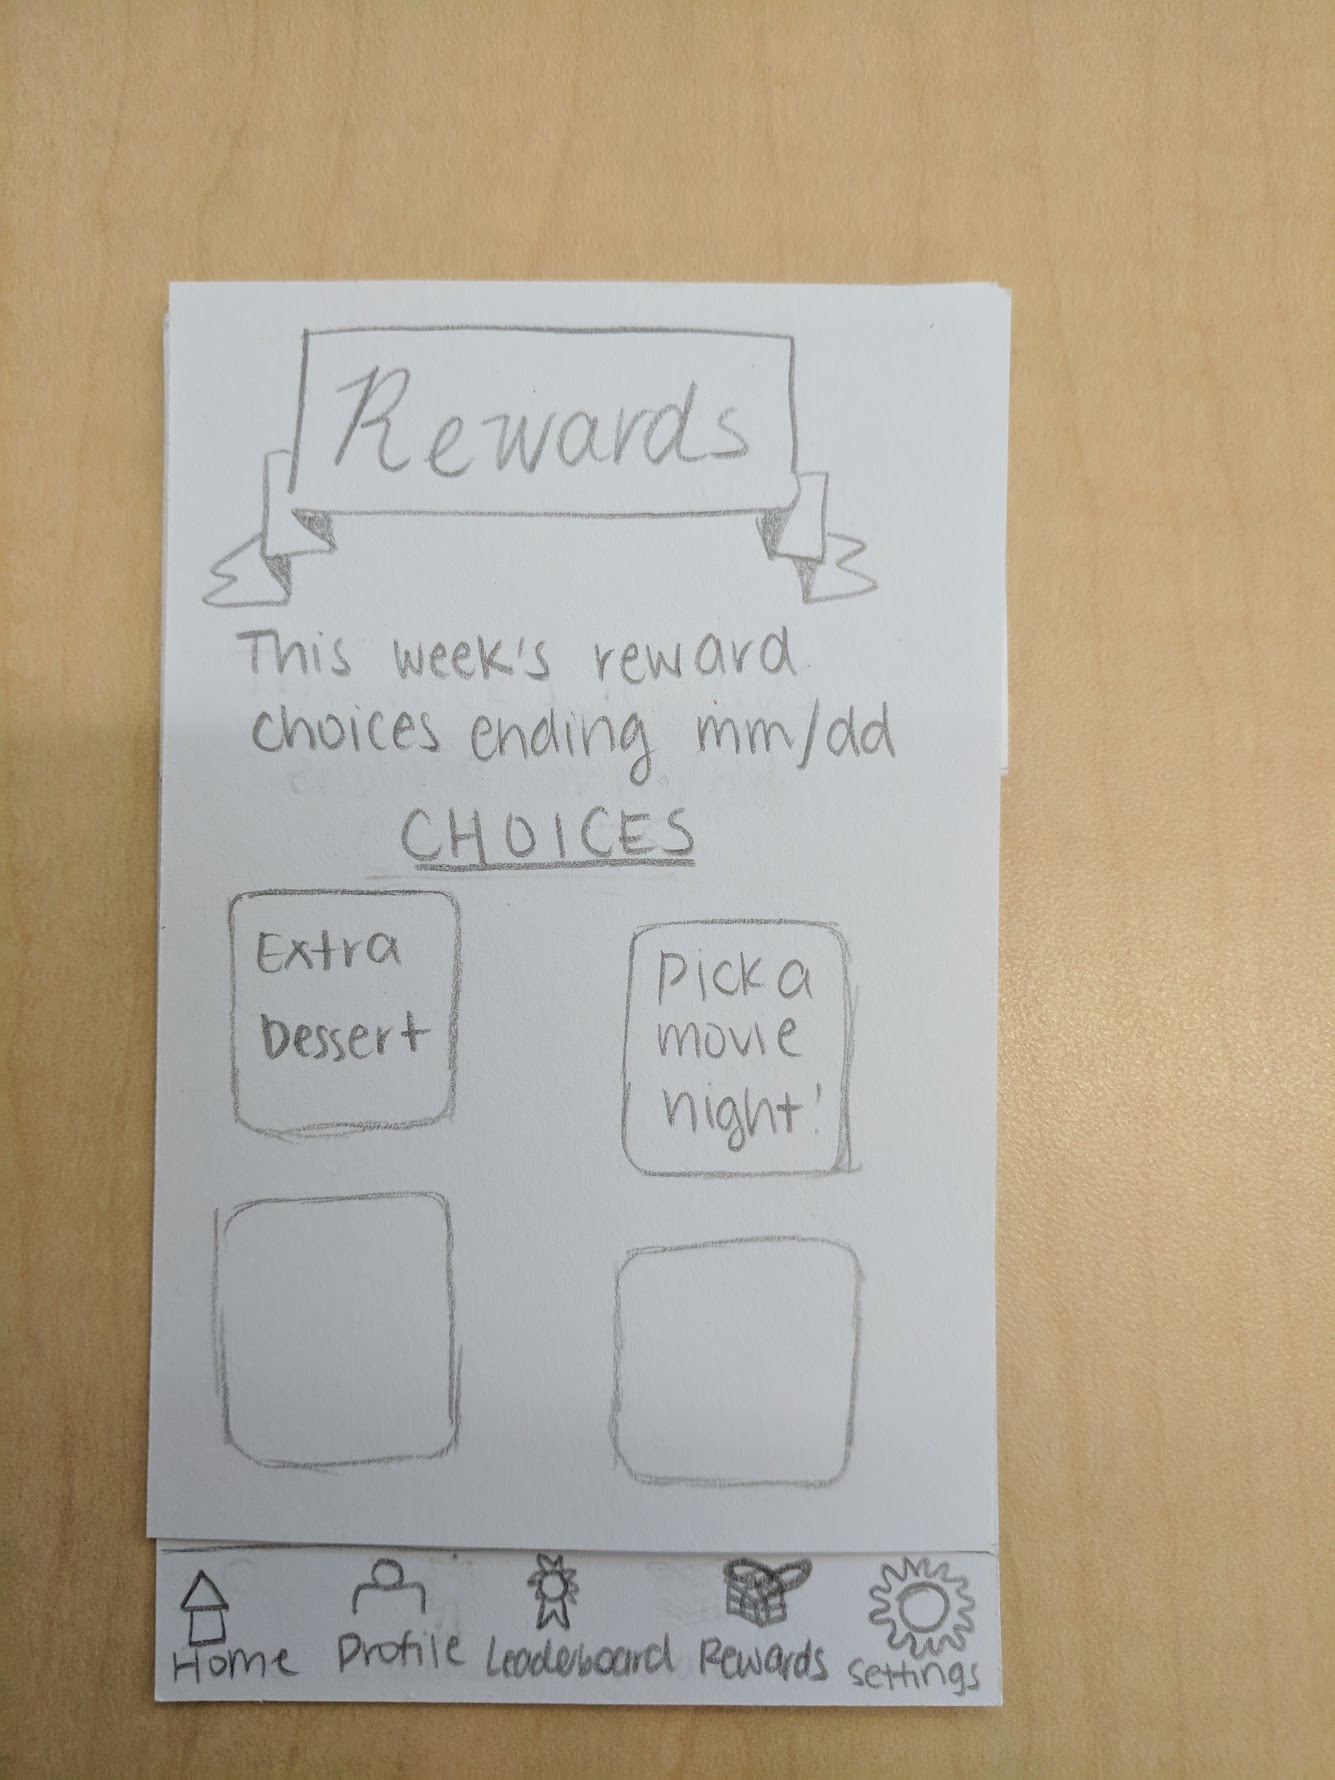 Rewards
This week's reward
choices ending mm/dd
CHOICES
Extra
Dessert
Pick a
movie
night!
Home Profile Leaderboard Rewards Settings